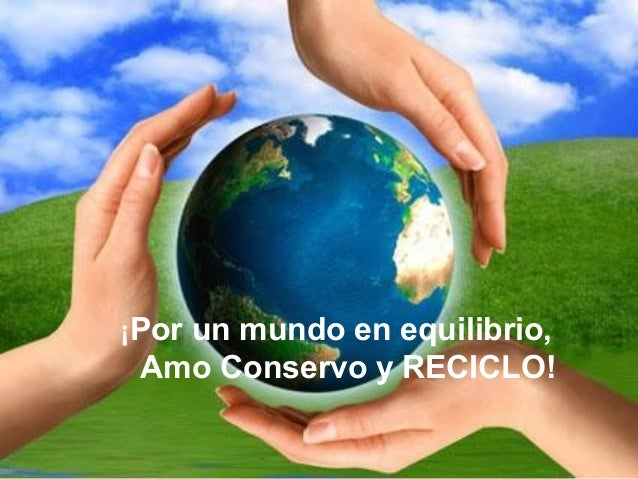 ¡Por un mundo en equilibrio,
Amo Conservo y RECICLO!